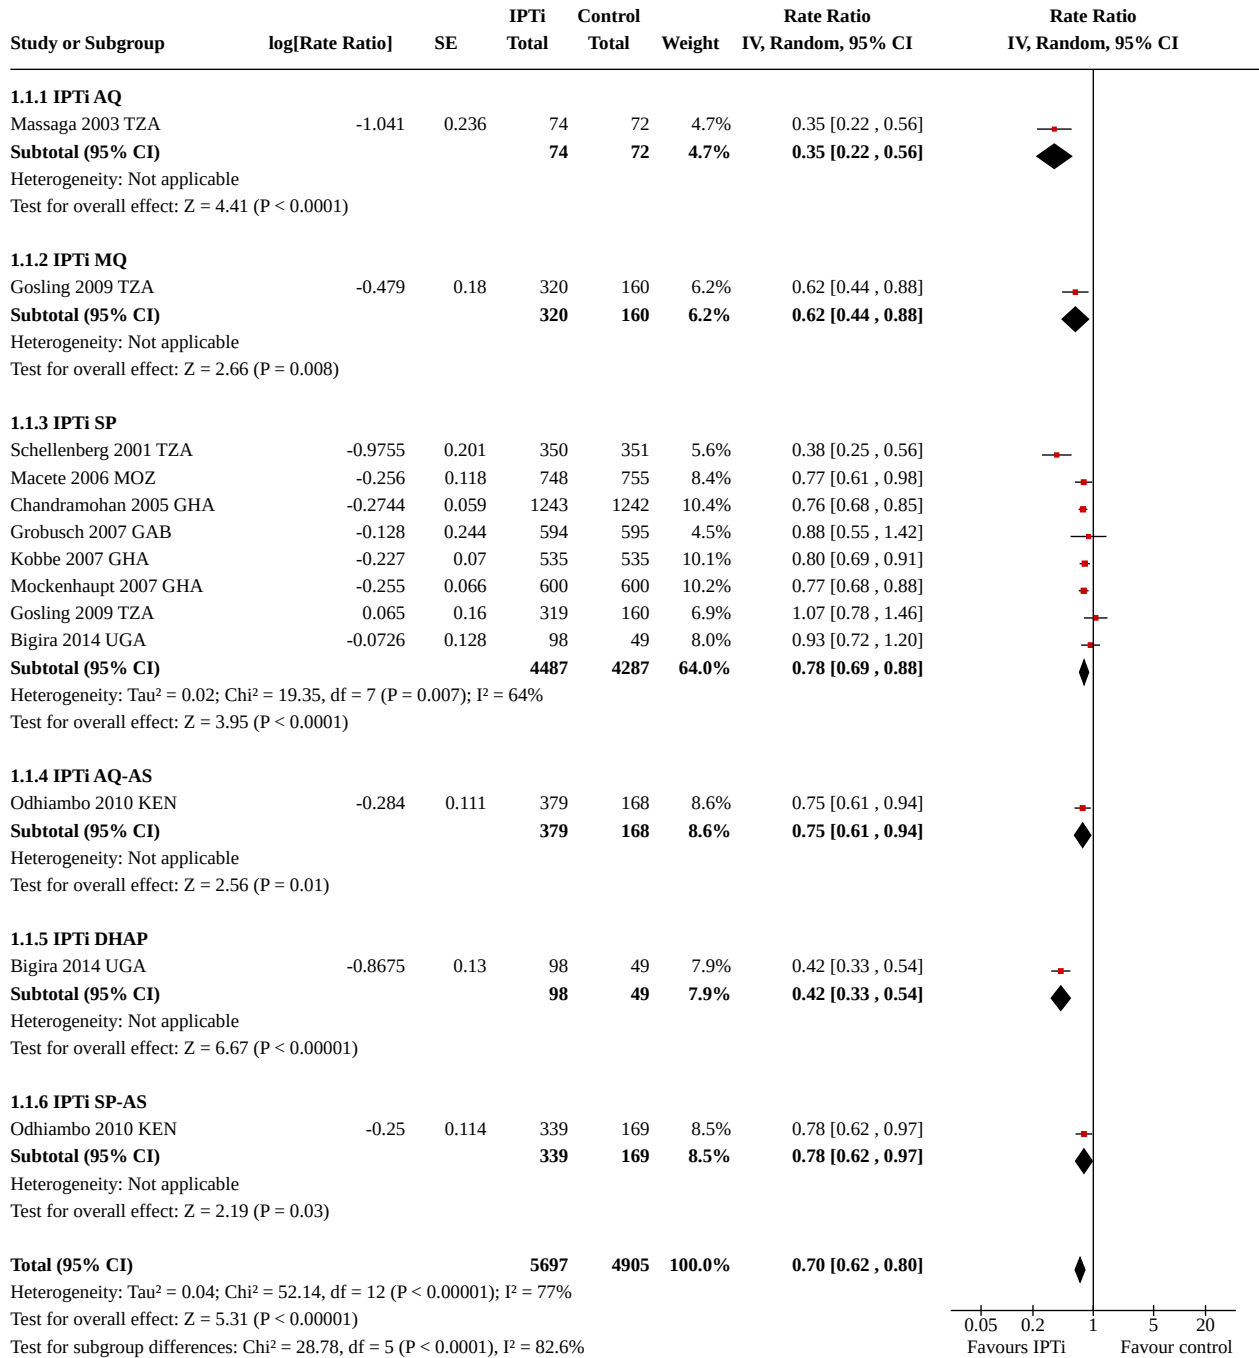 IPTi Control Rate Ratio Rate Ratio
Study or Subgroup log[Rate Ratio] SE Total Total Weight IV, Random, 95% CI IV, Random, 95% CI
1.1.1 IPTi AQ
Massaga 2003 TZA -1.041 0.236 74 72 4.7% 0.35 [0.22 , 0.56]
Subtotal (95% CI) 74 72 4.7% 0.35 [0.22 , 0.56]
Heterogeneity: Not applicable
Test for overall effect: Z = 4.41 (P < 0.0001)
1.1.2 IPTi MQ
Gosling 2009 TZA -0.479 0.18 320 160 6.2% 0.62 [0.44 , 0.88]
Subtotal (95% CI) 320 160 6.2% 0.62 [0.44 , 0.88]
Heterogeneity: Not applicable
Test for overall effect: Z = 2.66 (P = 0.008)
1.1.3 IPTi SP
Schellenberg 2001 TZA -0.9755 0.201 350 351 5.6% 0.38 [0.25 , 0.56]
Macete 2006 MOZ -0.256 0.118 748 755 8.4% 0.77 [0.61 , 0.98]
Chandramohan 2005 GHA -0.2744 0.059 1243 1242 10.4% 0.76 [0.68 , 0.85]
Grobusch 2007 GAB -0.128 0.244 594 595 4.5% 0.88 [0.55 , 1.42]
Kobbe 2007 GHA -0.227 0.07 535 535 10.1% 0.80 [0.69 , 0.91]
Mockenhaupt 2007 GHA -0.255 0.066 600 600 10.2% 0.77 [0.68 , 0.88]
Gosling 2009 TZA 0.065 0.16 319 160 6.9% 1.07 [0.78 , 1.46]
Bigira 2014 UGA -0.0726 0.128 98 49 8.0% 0.93 [0.72 , 1.20]
Subtotal (95% CI) 4487 4287 64.0% 0.78 [0.69 , 0.88]
Heterogeneity: Tau² = 0.02; Chi² = 19.35, df = 7 (P = 0.007); I² = 64%
Test for overall effect: Z = 3.95 (P < 0.0001)
1.1.4 IPTi AQ-AS
Odhiambo 2010 KEN -0.284 0.111 379 168 8.6% 0.75 [0.61 , 0.94]
Subtotal (95% CI) 379 168 8.6% 0.75 [0.61 , 0.94]
Heterogeneity: Not applicable
Test for overall effect: Z = 2.56 (P = 0.01)
1.1.5 IPTi DHAP
Bigira 2014 UGA -0.8675 0.13 98 49 7.9% 0.42 [0.33 , 0.54]
Subtotal (95% CI) 98 49 7.9% 0.42 [0.33 , 0.54]
Heterogeneity: Not applicable
Test for overall effect: Z = 6.67 (P < 0.00001)
1.1.6 IPTi SP-AS
Odhiambo 2010 KEN -0.25 0.114 339 169 8.5% 0.78 [0.62 , 0.97]
Subtotal (95% CI) 339 169 8.5% 0.78 [0.62 , 0.97]
Heterogeneity: Not applicable
Test for overall effect: Z = 2.19 (P = 0.03)
Total (95% CI) 5697 4905 100.0% 0.70 [0.62 , 0.80]
Heterogeneity: Tau² = 0.04; Chi² = 52.14, df = 12 (P < 0.00001); I² = 77%
Test for overall effect: Z = 5.31 (P < 0.00001)
Test for subgroup differences: Chi² = 28.78, df = 5 (P < 0.0001), I² = 82.6%
0.05 0.2 1 5 20
Favours IPTi Favour control